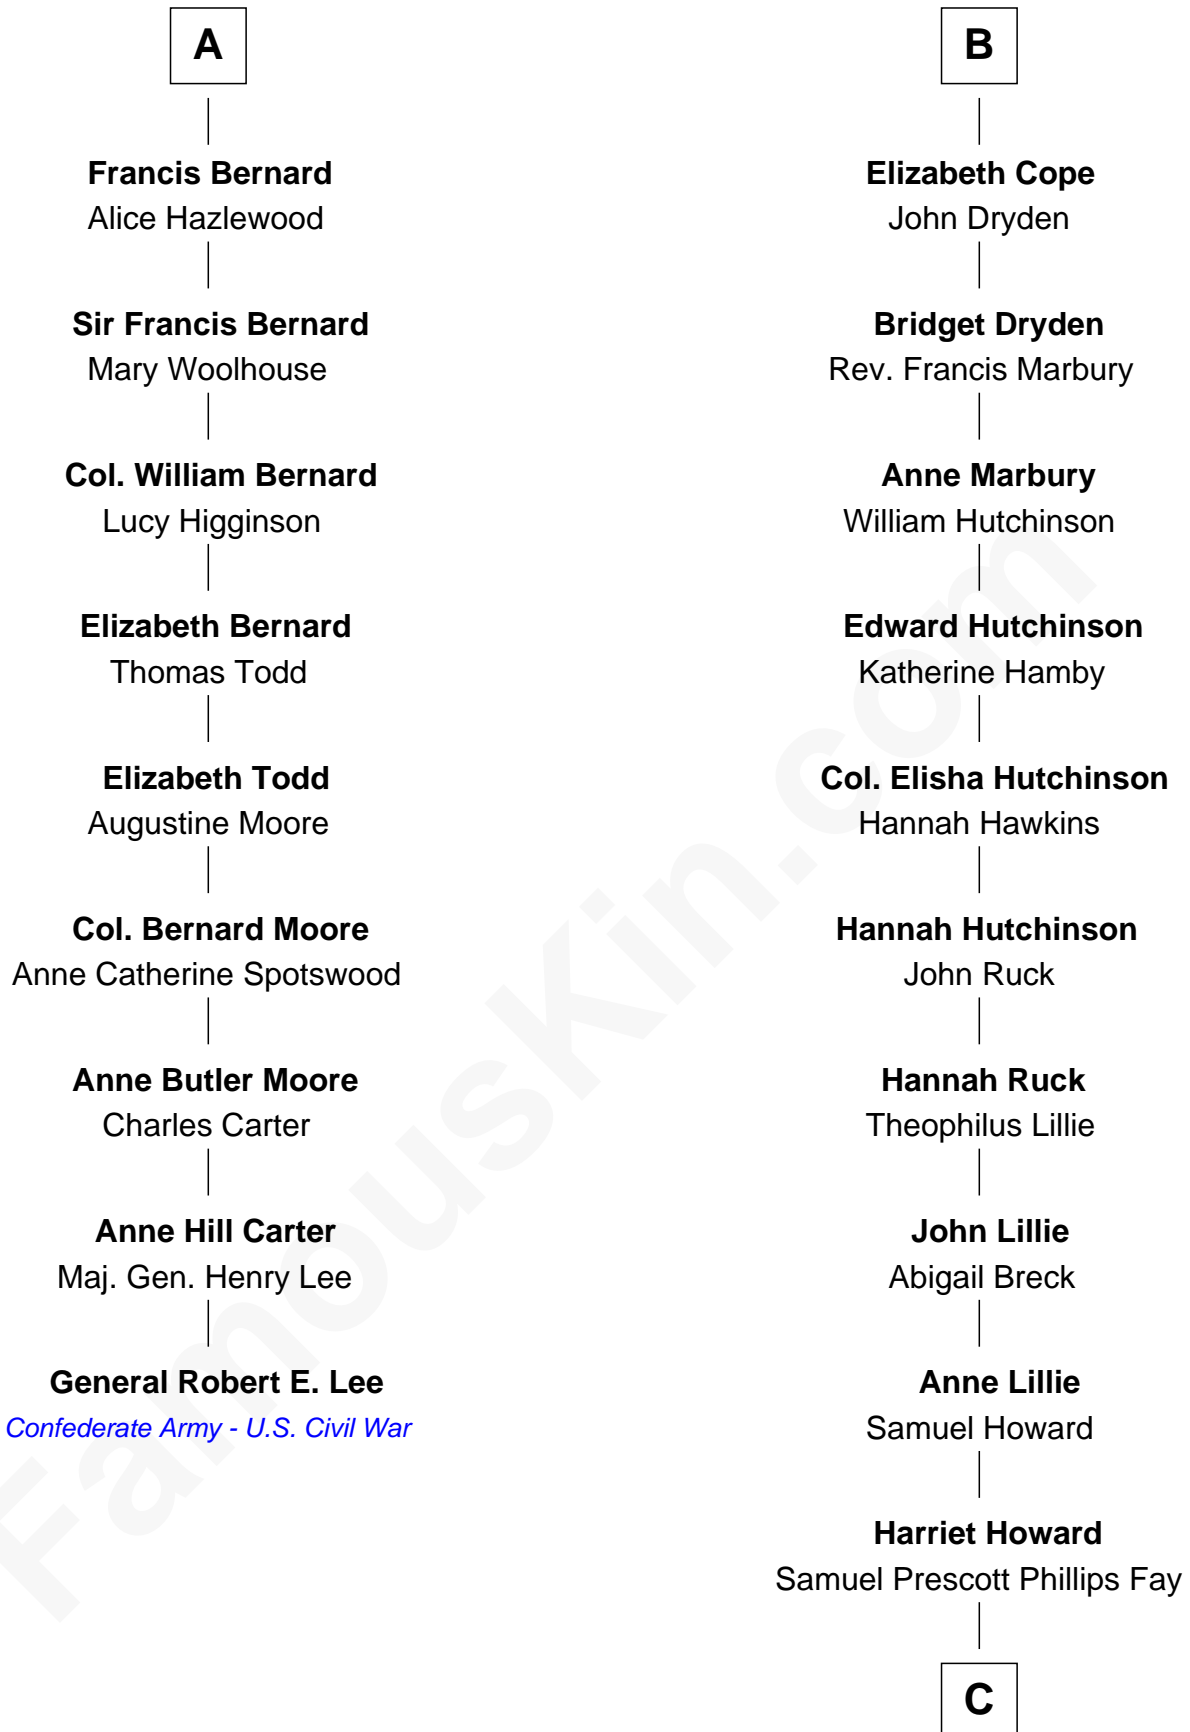 A
Francis Bernard
Alice Hazlewood
Sir Francis Bernard
Mary Woolhouse
Col. William Bernard
Lucy Higginson
Elizabeth Bernard
Thomas Todd
Elizabeth Todd
Augustine Moore
Col. Bernard Moore
Anne Catherine Spotswood
Anne Butler Moore
Charles Carter
Anne Hill Carter
Maj. Gen. Henry Lee
General Robert E. Lee
Confederate Army - U.S. Civil War
B
Elizabeth Cope
John Dryden
Bridget Dryden
Rev. Francis Marbury
Anne Marbury
William Hutchinson
Edward Hutchinson
Katherine Hamby
Col. Elisha Hutchinson
Hannah Hawkins
Hannah Hutchinson
John Ruck
Hannah Ruck
Theophilus Lillie
John Lillie
Abigail Breck
Anne Lillie
Samuel Howard
Harriet Howard
Samuel Prescott Phillips Fay
C
FamousKin.com